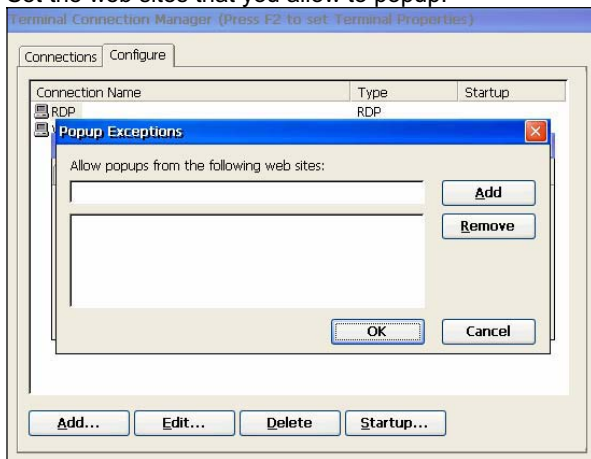 Set the web sites that you allow to popup.
Terminal Connection Manager (Press F2 to set Terminal Properties)
Connections Configure
Connection Name Type Startup
RDP RDP
Popup Exceptions
Allow popups from the following web sites:
Add
Remove
OK Cancel
Add... Edit... Delete Startup...